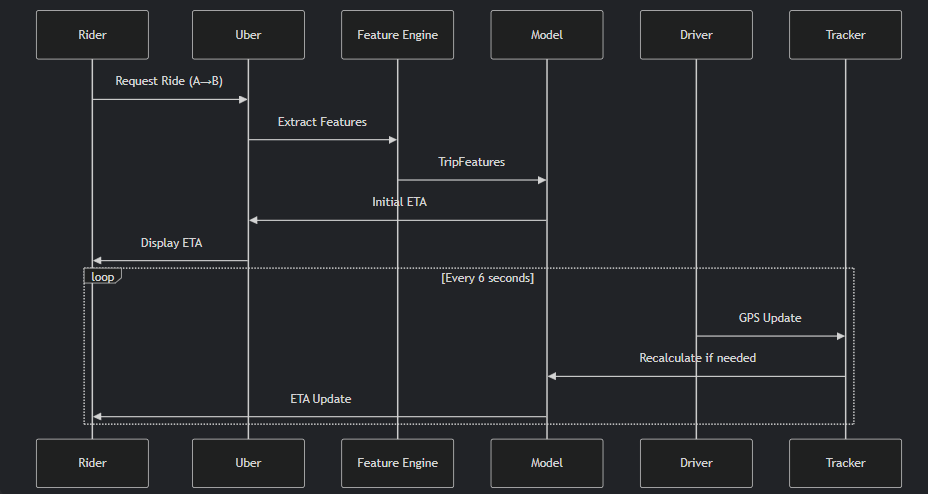 Rider
Uber
Feature Engine
Model
Driver
Tracker
Request Ride (A→B)
Extract Features
TripFeatures
Initial ETA
Display ETA
loop
[Every 6 seconds]
GPS Update
Recalculate if needed
ETA Update
Rider
Uber
Feature Engine
Model
Driver
Tracker